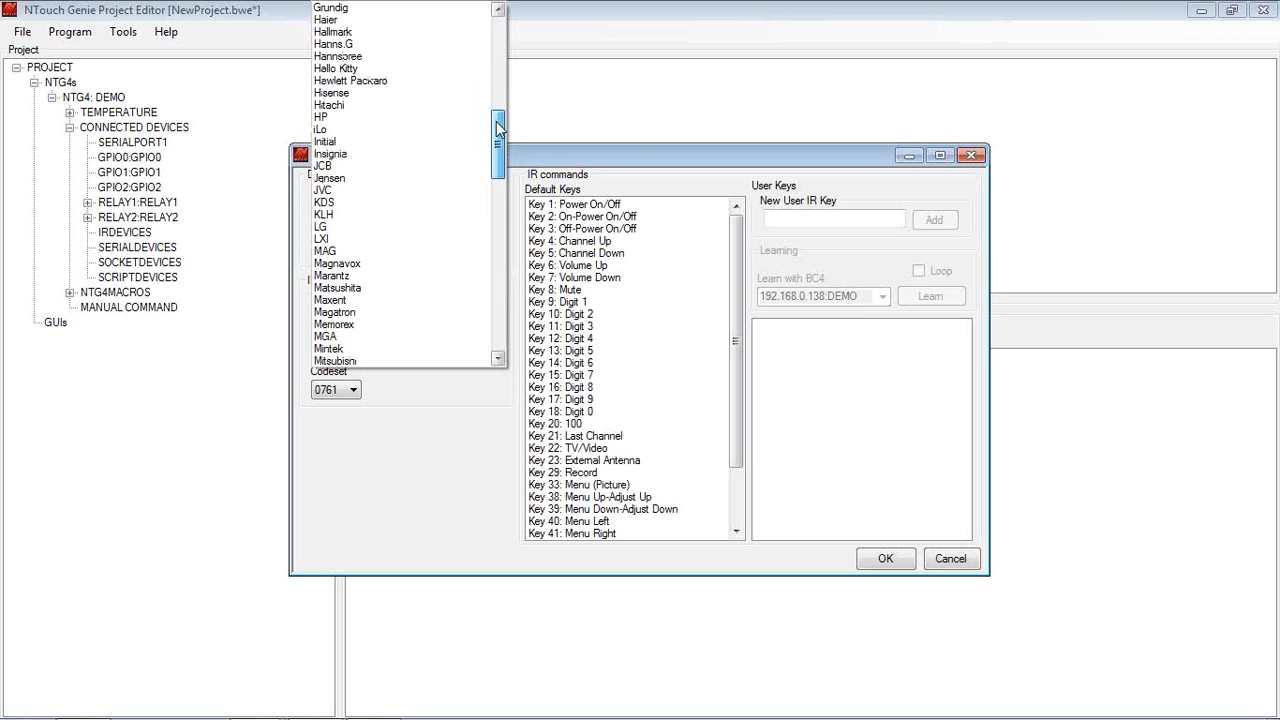 NTouch Genie Project Editor [NewProject.bwe*]
File Program Tools Help
Project
PROJECT
NTG4s
NTG4: DEMO
TEMPERATURE
CONNECTED DEVICES
SERIALPORT1
GPIO0:GPIO0
GPIO1:GPIO1
GPIO2:GPIO2
RELAY1:RELAY1
RELAY2:RELAY2
IRDEVICES
SERIALDEVICES
SOCKETDEVICES
SCRIPTDEVICES
NTG4MACROS
MANUAL COMMAND
GUIs
Grundig
Haier
Hallmark
Hanns.G
Hannspree
Hallo Kitty
Hewlett Packard
Hisense
Hitachi
HP
iLo
Initial
Insignia
JCB
Jensen
JVC
KDS
KLH
LG
LXI
MAG
Magnavox
Marantz
Matsushita
Maxent
Magatron
Memorex
MGA
Mintek
Mitsubishi
Codeset
0761
IR commands
Default Keys
Key 1: Power On/Off
Key 2: On-Power On/Off
Key 3: Off-Power On/Off
Key 4: Channel Up
Key 5: Channel Down
Key 6: Volume Up
Key 7: Volume Down
Key 8: Mute
Key 9: Digit 1
Key 10: Digit 2
Key 11: Digit 3
Key 12: Digit 4
Key 13: Digit 5
Key 14: Digit 6
Key 15: Digit 7
Key 16: Digit 8
Key 17: Digit 9
Key 18: Digit 0
Key 20: 100
Key 21: Last Channel
Key 22: TV/Video
Key 23: External Antenna
Key 29: Record
Key 33: Menu (Picture)
Key 38: Menu Up-Adjust Up
Key 39: Menu Down-Adjust Down
Key 40: Menu Left
Key 41: Menu Right
User Keys
New User IR Key
Add
Learning
Loop
Learn with BC4
192.168.0.138:DEMO
Learn
OK Cancel